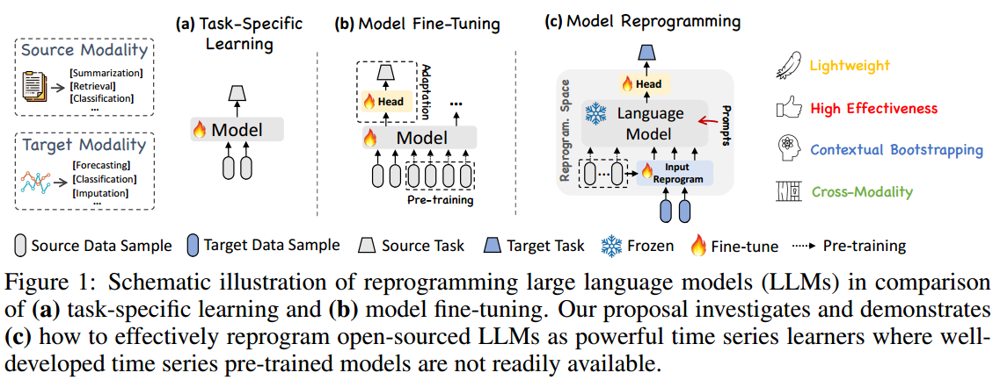 (a) Task-Specific
Learning
(b) Model Fine-Tuning
(c) Model Reprogramming
Source Modality
[Summarization]
[Retrieval]
[Classification]
...
Target Modality
[Forecasting]
[Classification]
[Imputation]
...
Model
Head
Adaptation
...
Model
Pre-training
Reprogram. Space
Head
Language
Model
Prompts
...
Input
Reprogram
Lightweight
High Effectiveness
Contextual Bootstrapping
Cross-Modality
Source Data Sample
Target Data Sample
Source Task
Target Task
Frozen
Fine-tune
Pre-training
Figure 1: Schematic illustration of reprogramming large language models (LLMs) in comparison
of (a) task-specific learning and (b) model fine-tuning. Our proposal investigates and demonstrates
(c) how to effectively reprogram open-sourced LLMs as powerful time series learners where well-
developed time series pre-trained models are not readily available.